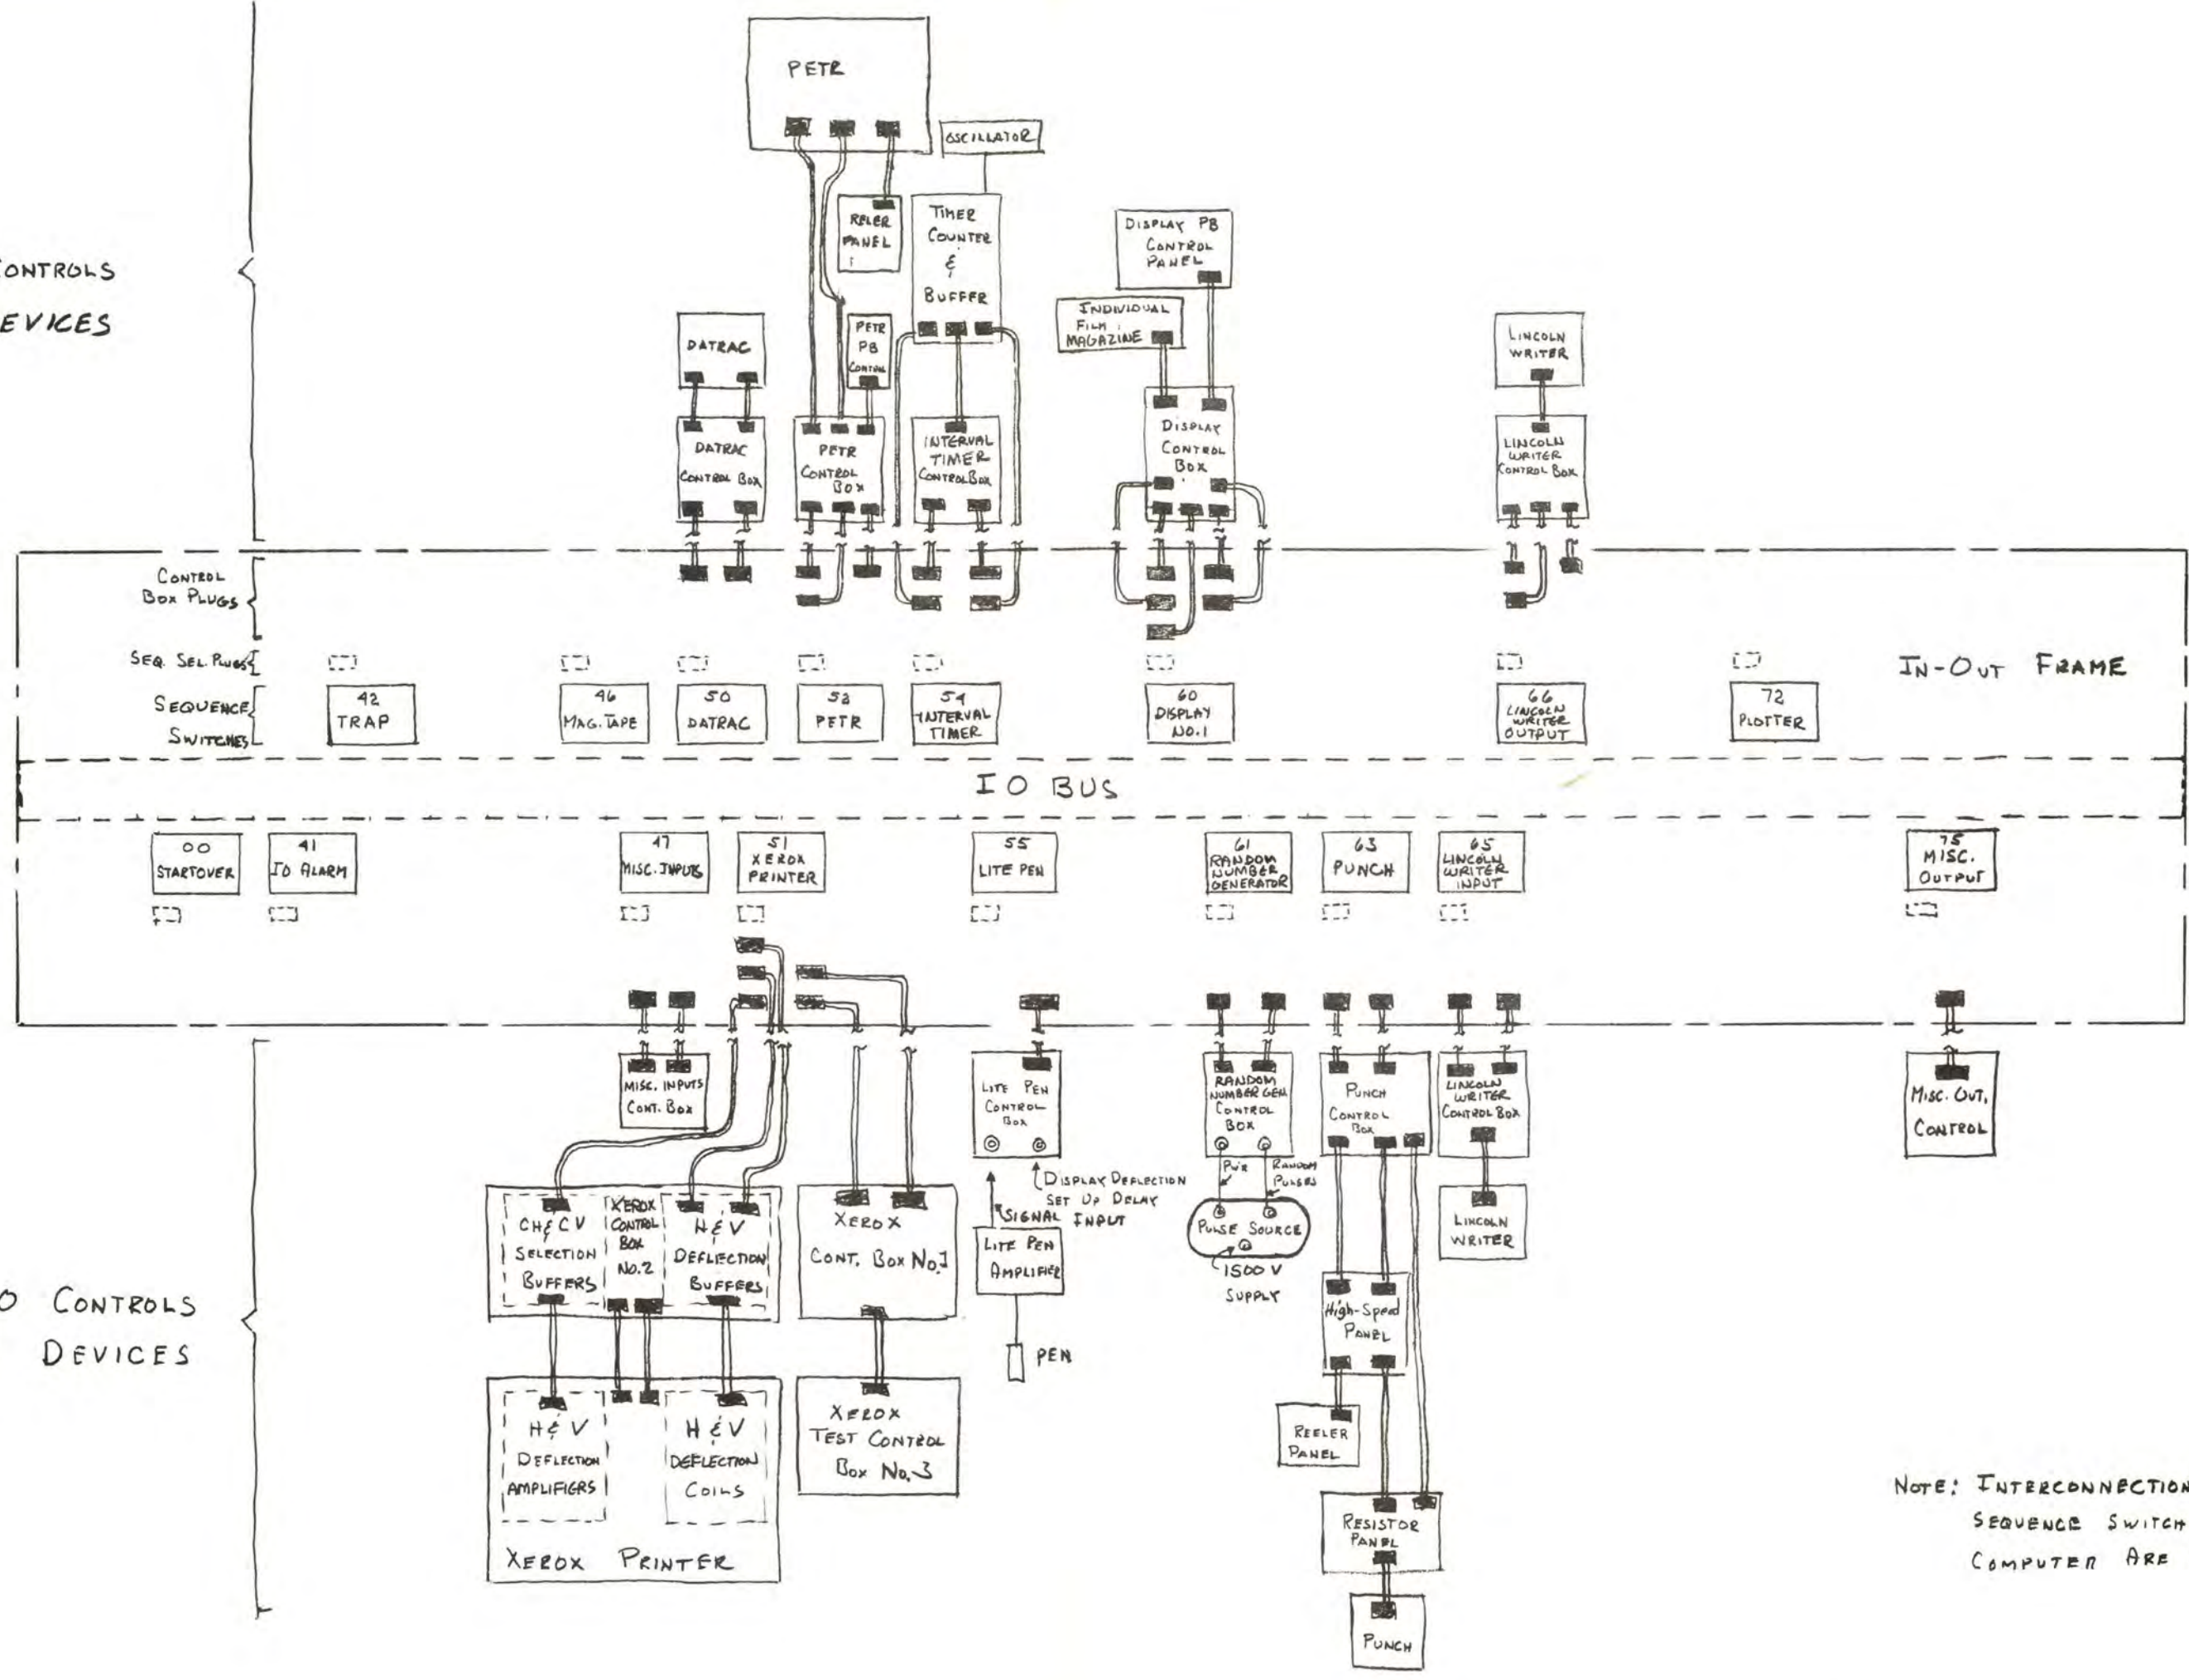 PETR
OSCILLATOR
RELER
PANEL
TIMER
COUNTER
&
BUFFER
DISPLAY PB
CONTROL
PANEL
CONTROLS
DEVICES
INDIVIDUAL
FILM
MAGAZINE
DATRAC
PETR
PB
CONTROL
LINCOLN
WRITER
DATRAC
CONTROL BOX
PETR
CONTROL
BOX
INTERVAL
TIMER
CONTROL BOX
DISPLAY
CONTROL
BOX
LINCOLN
WRITER
CONTROL BOX
CONTROL
BOX PLUGS
SEQ. SEL. PLUGS
SEQUENCE
SWITCHES
IN-OUT FRAME
42
TRAP
46
MAG. TAPE
50
DATRAC
52
PETR
54
INTERVAL
TIMER
60
DISPLAY
NO. 1
66
LINCOLN
WRITER
OUTPUT
72
PLOTTER
IO BUS
00
STARTOVER
41
IO ALARM
47
MISC. INPUTS
51
XEROX
PRINTER
55
LITE PEN
61
RANDOM
NUMBER
GENERATOR
63
PUNCH
65
LINCOLN
WRITER
INPUT
75
MISC.
OUTPUT
MISC. INPUTS
CONT. BOX
LITE PEN
CONTROL
BOX
RANDOM
NUMBER GEN
CONTROL
BOX
PUNCH
CONTROL
BOX
LINCOLN
WRITER
CONTROL BOX
MISC. OUT.
CONTROL
CH & CV
SELECTION
BUFFERS
XEROX
CONTROL
BOX
NO. 2
H & V
DEFLECTION
BUFFERS
XEROX
CONT. BOX NO. 1
SIGNAL
DISPLAY DEFLECTION
SET UP DELAY
INPUT
LITE PEN
AMPLIFIER
PEN
PWR
RANDOM
PULSES
PULSE SOURCE
1500 V
SUPPLY
LINCOLN
WRITER
High-Speed
PANEL
O CONTROLS
DEVICES
H & V
DEFLECTION
AMPLIFIERS
H & V
DEFLECTION
COILS
XEROX PRINTER
XEROX
TEST CONTROL
BOX NO. 3
REELER
PANEL
RESISTOR
PANEL
PUNCH
NOTE: INTERCONNECTION
SEQUENCE SWITCH
COMPUTER ARE